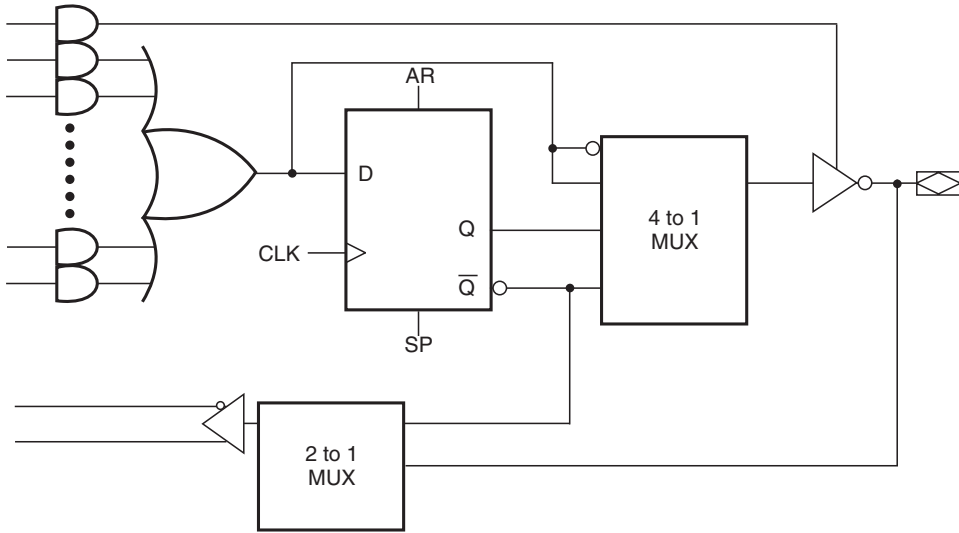 AR
D
Q
CLK
Q̅
SP
4 to 1
MUX
2 to 1
MUX